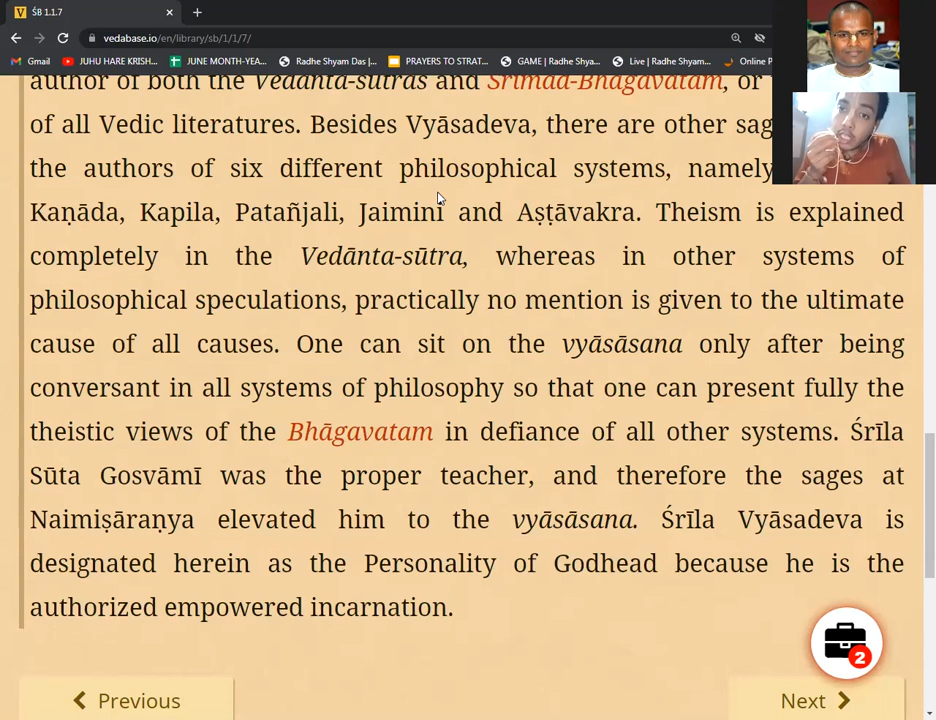 V ŚB 1.1.7
vedabase.io/en/library/sb/1/1/7/
Gmail JUHU HARE KRISH... JUNE MONTH-YEA... Radhe Shyam Das |... PRAYERS TO STRAT... GAME | Radhe Shya... Live | Radhe Shyam... Online P
author of both the Vedānta-sūtras and Śrīmad-Bhāgavatam, or
of all Vedic literatures. Besides Vyāsadeva, there are other sag
the authors of six different philosophical systems, namely
Kaṇāda, Kapila, Patañjali, Jaimini and Aṣṭāvakra. Theism is explained
completely in the Vedānta-sūtra, whereas in other systems of
philosophical speculations, practically no mention is given to the ultimate
cause of all causes. One can sit on the vyāsāsana only after being
conversant in all systems of philosophy so that one can present fully the
theistic views of the Bhāgavatam in defiance of all other systems. Śrīla
Sūta Gosvāmī was the proper teacher, and therefore the sages at
Naimiṣāraṇya elevated him to the vyāsāsana. Śrīla Vyāsadeva is
designated herein as the Personality of Godhead because he is the
authorized empowered incarnation.
2
Previous
Next